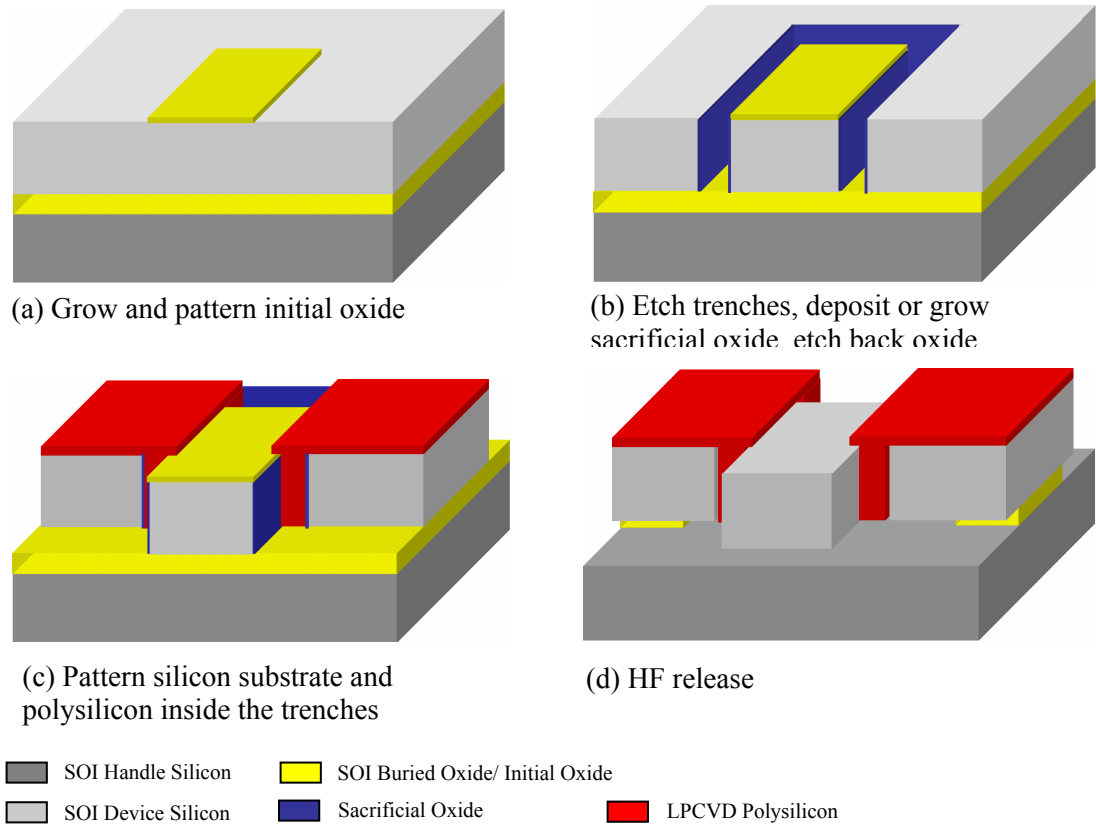 (a) Grow and pattern initial oxide
(b) Etch trenches, deposit or grow
sacrificial oxide, etch back oxide
(c) Pattern silicon substrate and
polysilicon inside the trenches
(d) HF release
SOI Handle Silicon
SOI Buried Oxide/ Initial Oxide
SOI Device Silicon
Sacrificial Oxide
LPCVD Polysilicon